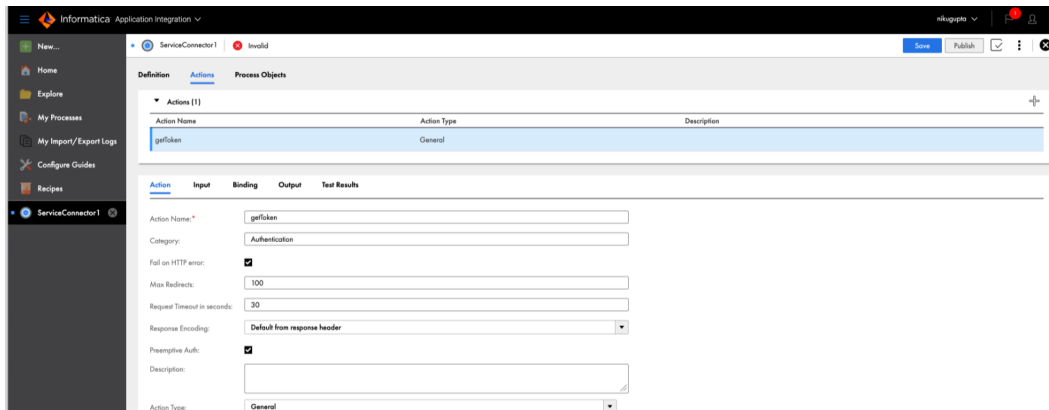 Informatica Application Integration
nikugupta
1
New...
ServiceConnector1
Invalid
Save
Publish
Home
Explore
My Processes
My Import/Export Logs
Configure Guides
Recipes
ServiceConnector1
Definition
Actions
Process Objects
Actions (1)
Action Name
Action Type
Description
getToken
General
Action
Input
Binding
Output
Test Results
Action Name:*
getToken
Category:
Authentication
Fail on HTTP error:
Max Redirects:
100
Request Timeout in seconds:
30
Response Encoding:
Default from response header
Preemptive Auth:
Description:
Action Type:
General